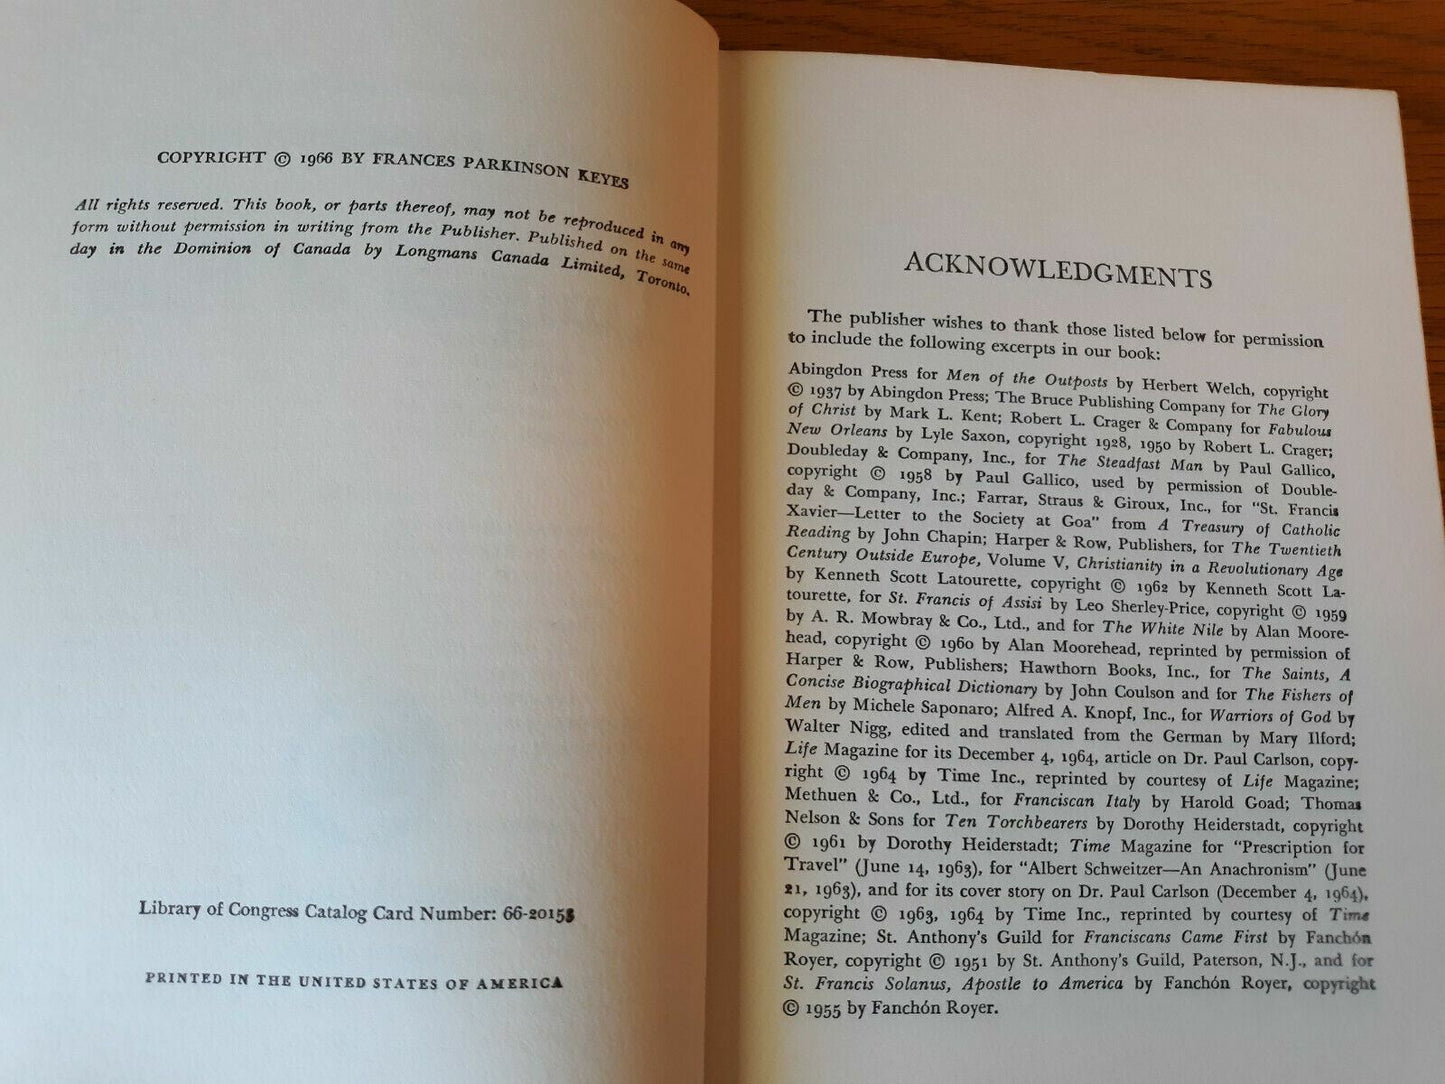 COPYRIGHT © 1966 BY FRANCES PARKINSON KEYES
All rights reserved. This book, or parts thereof, may not be reproduced in any
form without permission in writing from the Publisher. Published on the same
day in the Dominion of Canada by Longmans Canada Limited, Toronto.
Library of Congress Catalog Card Number:
PRINTED IN THE UNITED STATES OF AMERICA
ACKNOWLEDGMENTS
The publisher wishes to thank those listed below for permission
to include the following excerpts in our book:
Abingdon Press for Men of the Outposts by Herbert Welch, copyright
© 1937 by Abingdon Press; The Bruce Publishing Company for The Glory
of Christ by Mark L. Kent; Robert L. Crager & Company for Fabulous
New Orleans by Lyle Saxon, copyright 1928, 1950 by Robert L. Crager;
Doubleday & Company, Inc., for The Steadfast Man by Paul Gallico,
copyright © 1958 by Paul Gallico, used by permission of Double-
day & Company, Inc.; Farrar, Straus & Giroux, Inc., for "St. Francis
Xavier—Letter to the Society at Goa" from A Treasury of Catholic
Reading by John Chapin; Harper & Row, Publishers, for The Twentieth
Century Outside Europe, Volume V, Christianity in a Revolutionary Age
by Kenneth Scott Latourette, copyright © 1962 by Kenneth Scott La-
tourette, for St. Francis of Assisi by Leo Sherley-Price, copyright © 1959
by A. R. Mowbray & Co., Ltd., and for The White Nile by Alan Moore-
head, copyright © 1960 by Alan Moorehead, reprinted by permission of
Harper & Row, Publishers; Hawthorn Books, Inc., for The Saints, A
Concise Biographical Dictionary by John Coulson and for The Fishers of
Men by Michele Saponaro; Alfred A. Knopf, Inc., for Warriors of God by
Walter Nigg, edited and translated from the German by Mary Ilford;
Life Magazine for its December 4, 1964, article on Dr. Paul Carlson, copy-
right © 1964 by Time Inc., reprinted by courtesy of Life Magazine;
Methuen & Co., Ltd., for Franciscan Italy by Harold Goad; Thomas
Nelson & Sons for Ten Torchbearers by Dorothy Heiderstadt, copyright
© 1961 by Dorothy Heiderstadt; Time Magazine for "Prescription for
Travel" (June 14, 1963), for "Albert Schweitzer—An Anachronism" (June
21, 1963), and for its cover story on Dr. Paul Carlson (December 4, 1964),
copyright © 1963, 1964 by Time Inc., reprinted by courtesy of Time
Magazine; St. Anthony's Guild for Franciscans Came First by Fanchón
Royer, copyright © 1951 by St. Anthony's Guild, Paterson, N.J., and for
St. Francis Solanus, Apostle to America by Fanchón Royer, copyright
© 1955 by Fanchón Royer.